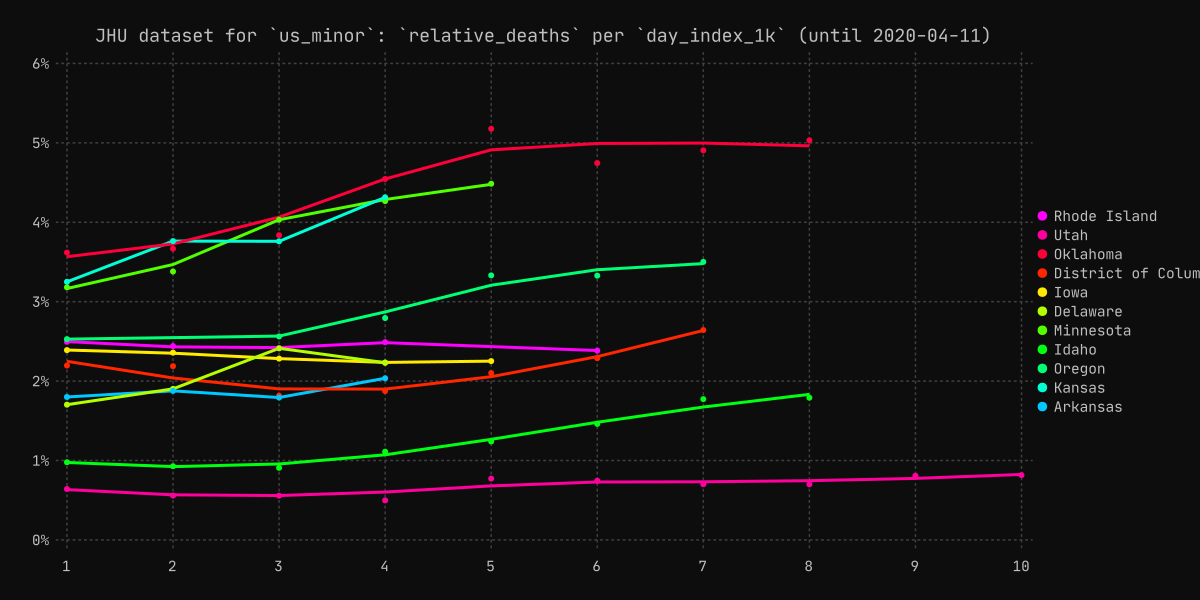 JHU dataset for `us_minor`: `relative_deaths` per `day_index_1k` (until 2020-04-11)
6%
5%
4%
3%
2%
1%
0%
1 2 3 4 5 6 7 8 9 10
Rhode Island
Utah
Oklahoma
District of Colum
Iowa
Delaware
Minnesota
Idaho
Oregon
Kansas
Arkansas